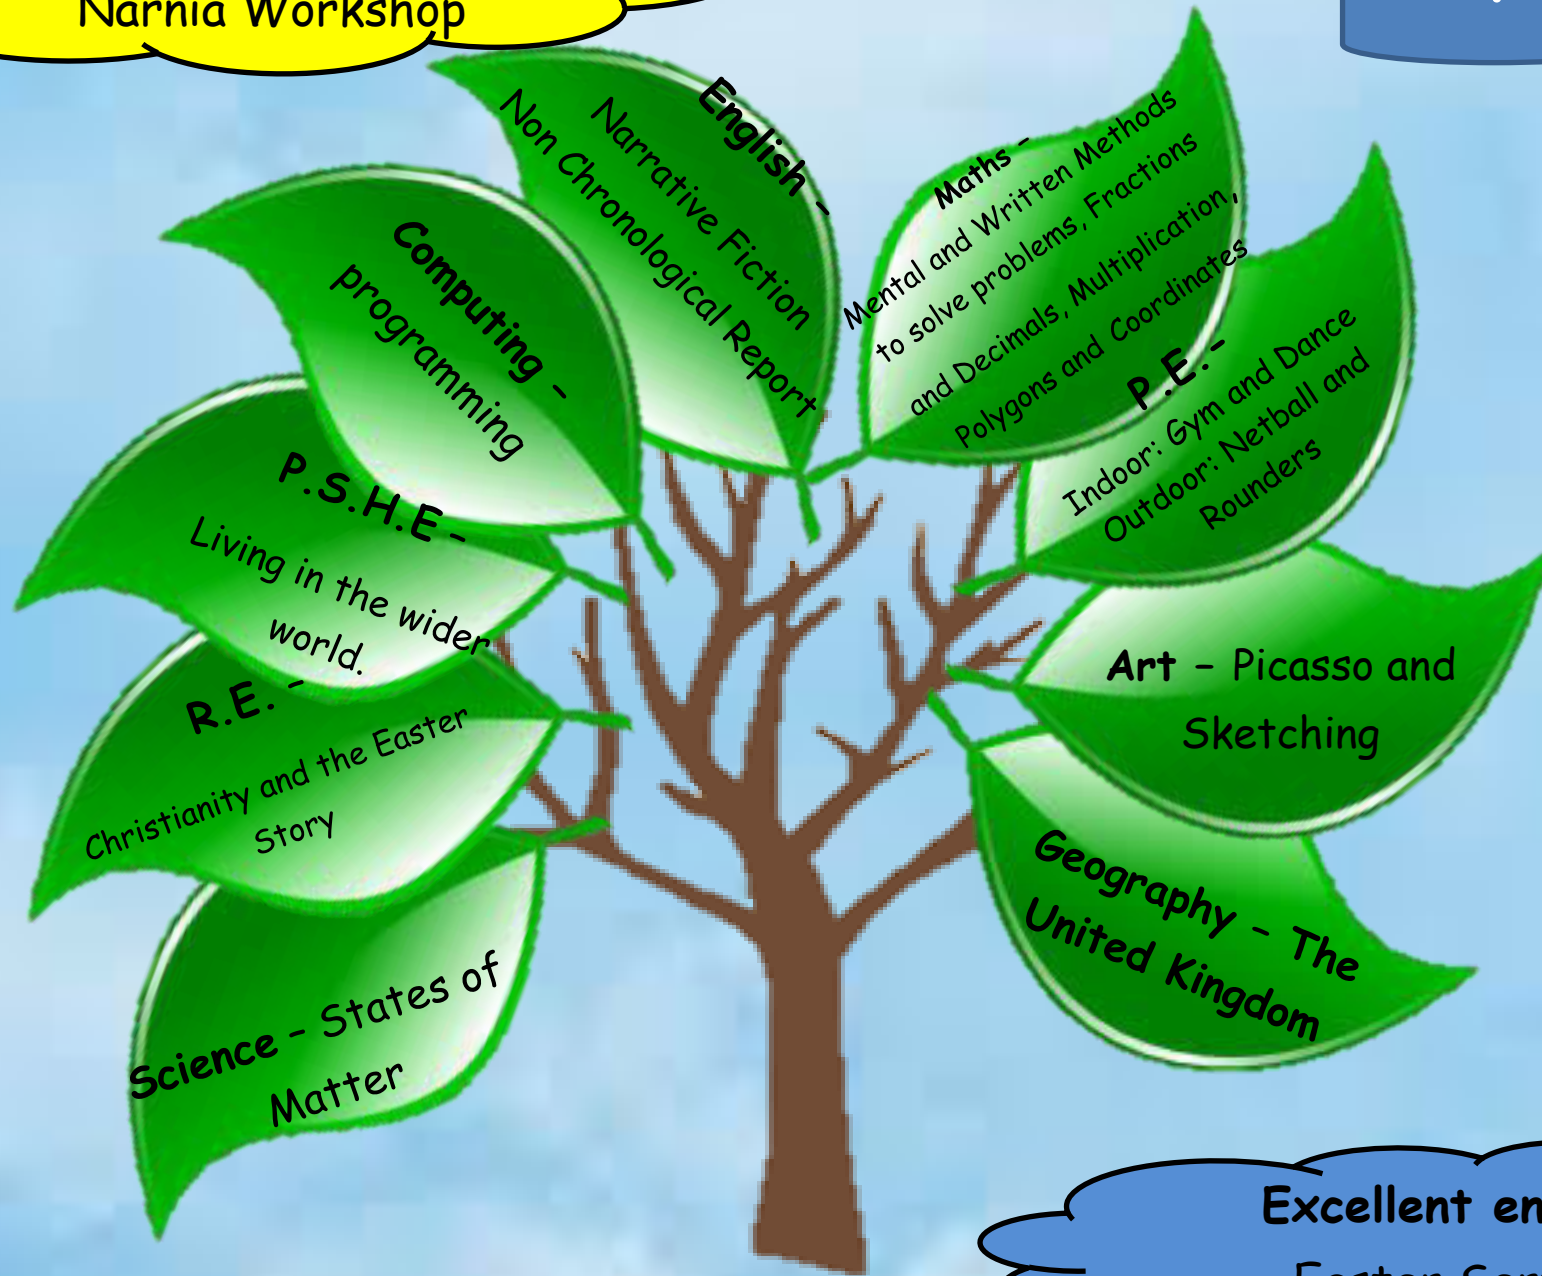 Narnia Workshop
English -
Narrative Fiction
Non Chronological Report
Maths -
Mental and Written Methods
to solve problems, Fractions
and Decimals, Multiplication,
Polygons and Coordinates
Computing -
programming
P.E. -
Indoor: Gym and Dance
Outdoor: Netball and
Rounders
P.S.H.E -
Living in the wider
world.
Art - Picasso and
Sketching
R.E. -
Christianity and the Easter
Story
Geography - The
United Kingdom
Science - States of
Matter
Excellent en
Easter Ser